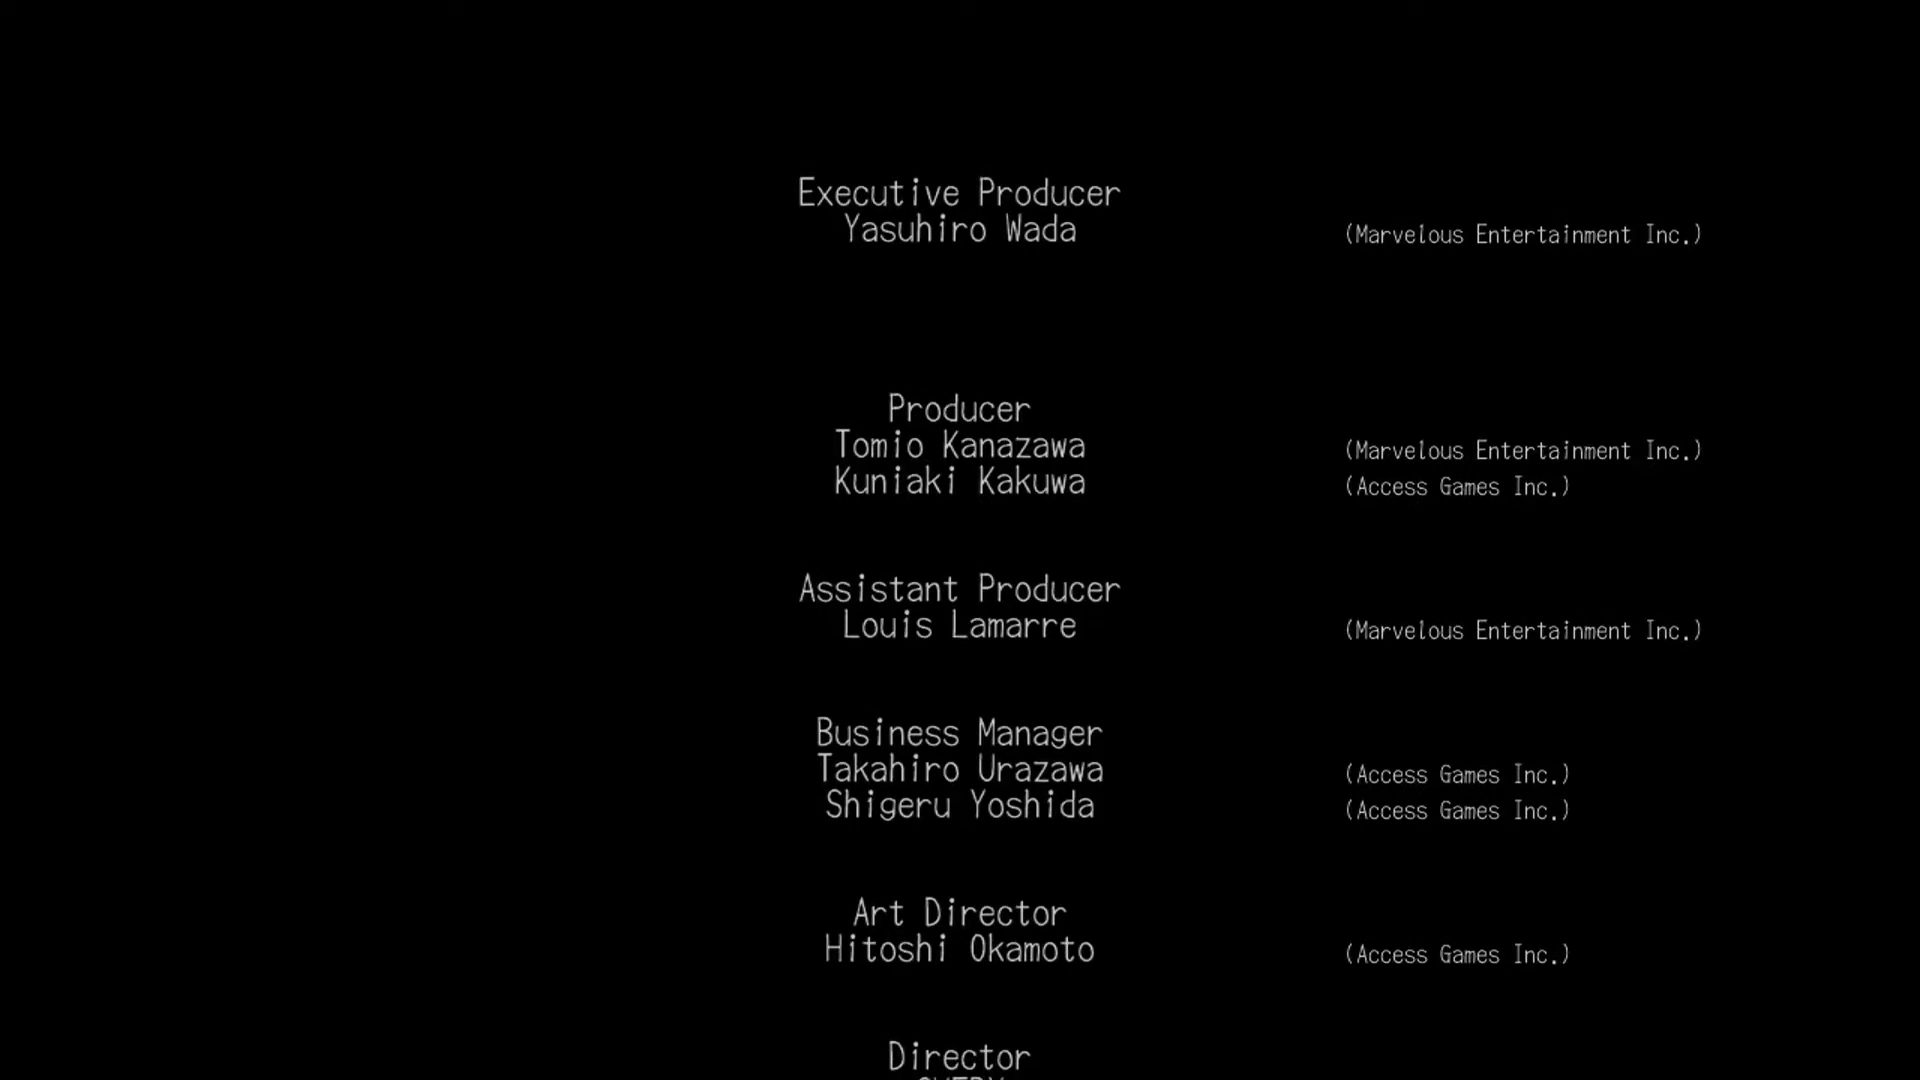 Executive Producer
Yasuhiro Wada (Marvelous Entertainment Inc.)
Producer
Tomio Kanazawa (Marvelous Entertainment Inc.)
Kuniaki Kakuwa (Access Games Inc.)
Assistant Producer
Louis Lamarre (Marvelous Entertainment Inc.)
Business Manager
Takahiro Urazawa (Access Games Inc.)
Shigeru Yoshida (Access Games Inc.)
Art Director
Hitoshi Okamoto (Access Games Inc.)
Director